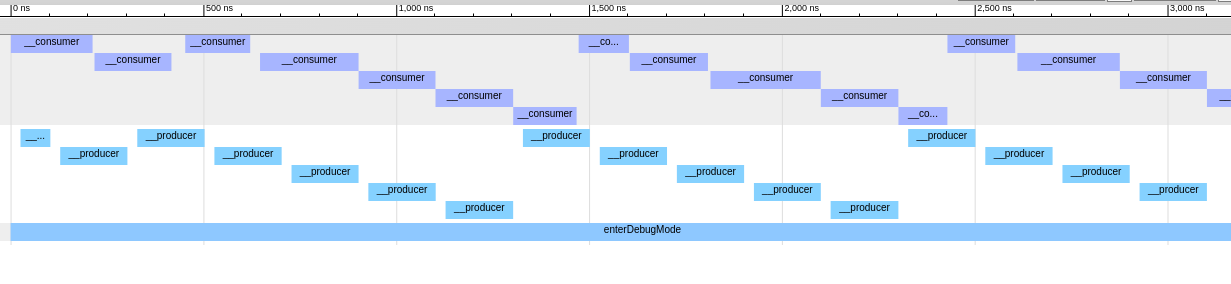 0 ns 500 ns 1,000 ns 1,500 ns 2,000 ns 2,500 ns 3,000 ns
__consumer __consumer __co... __consumer
__consumer __consumer __consumer __consumer
__consumer __consumer __consumer
__consumer __consumer __
__consumer __co...
__... __producer __producer __producer
__producer __producer __producer __producer
__producer __producer __producer
__producer __producer __producer
__producer __producer
enterDebugMode